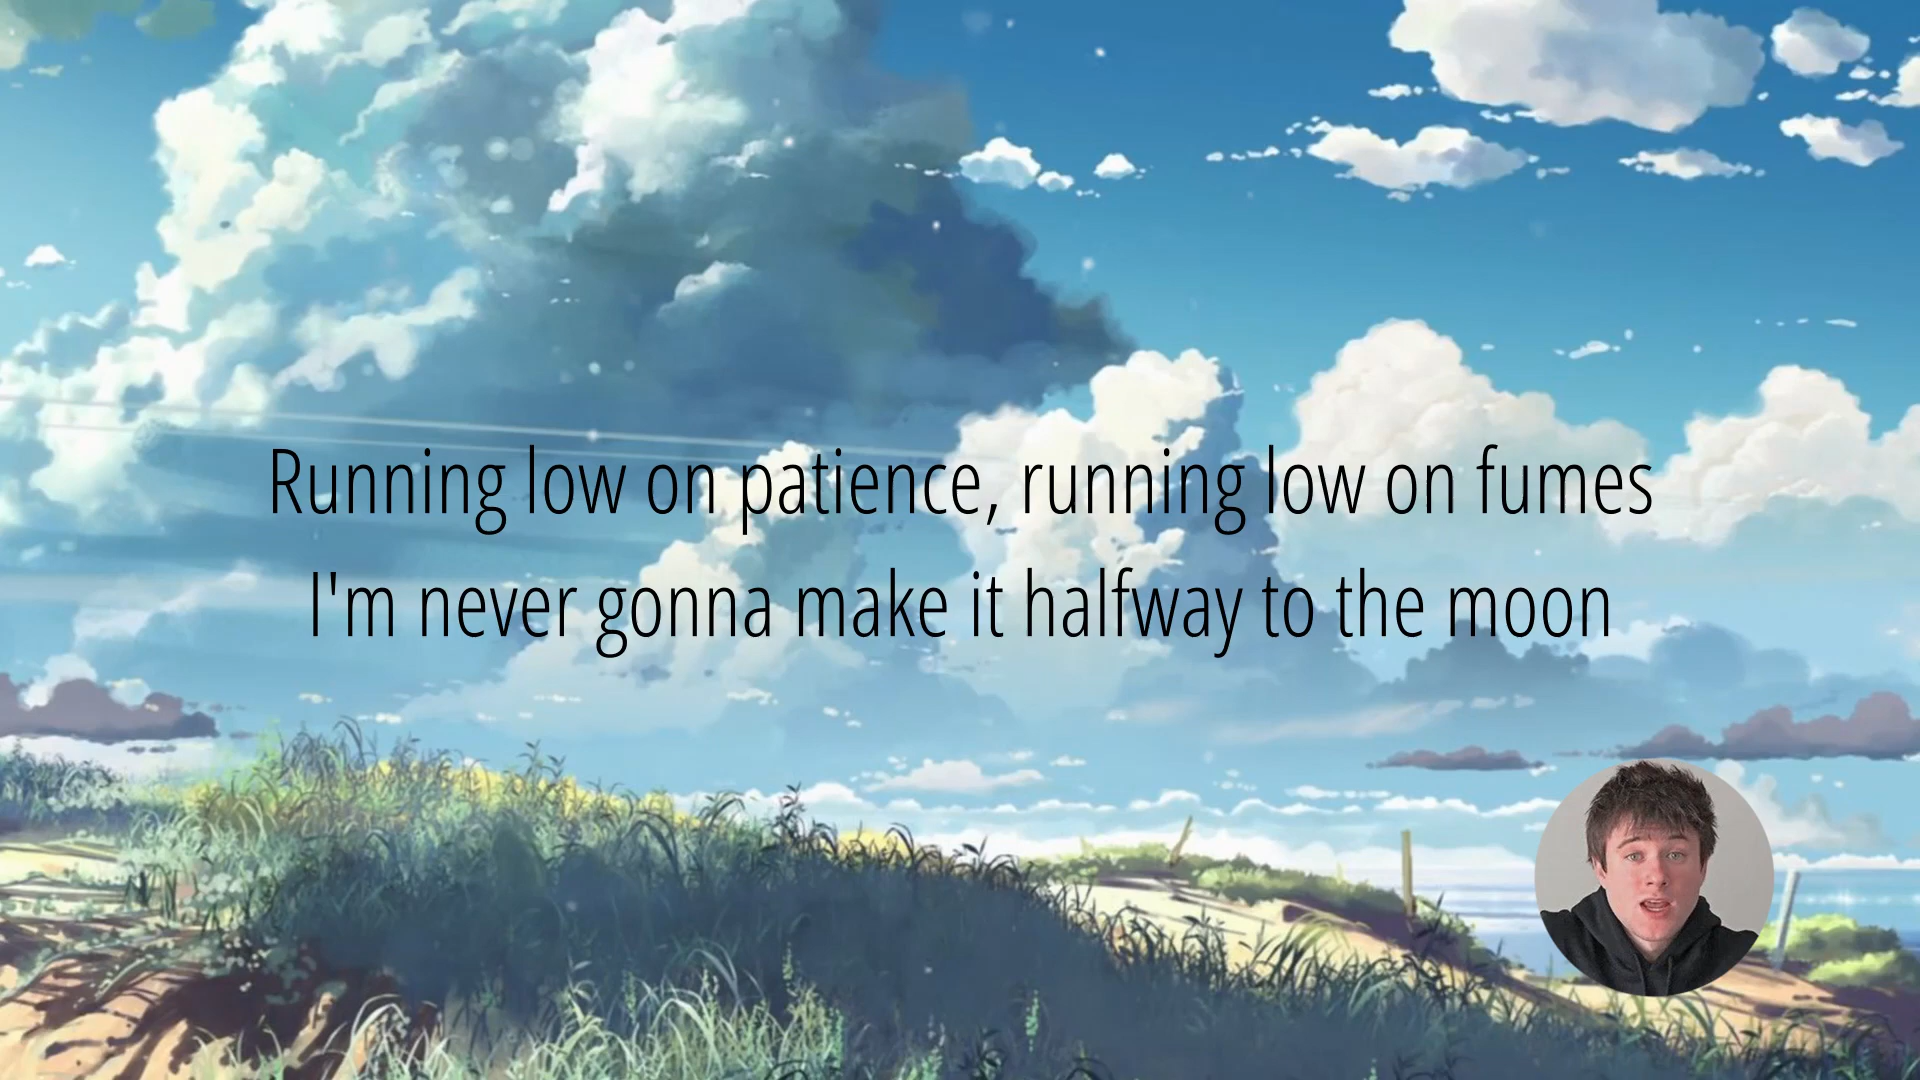 Running low on patience, running low on fumes
I'm never gonna make it halfway to the moon